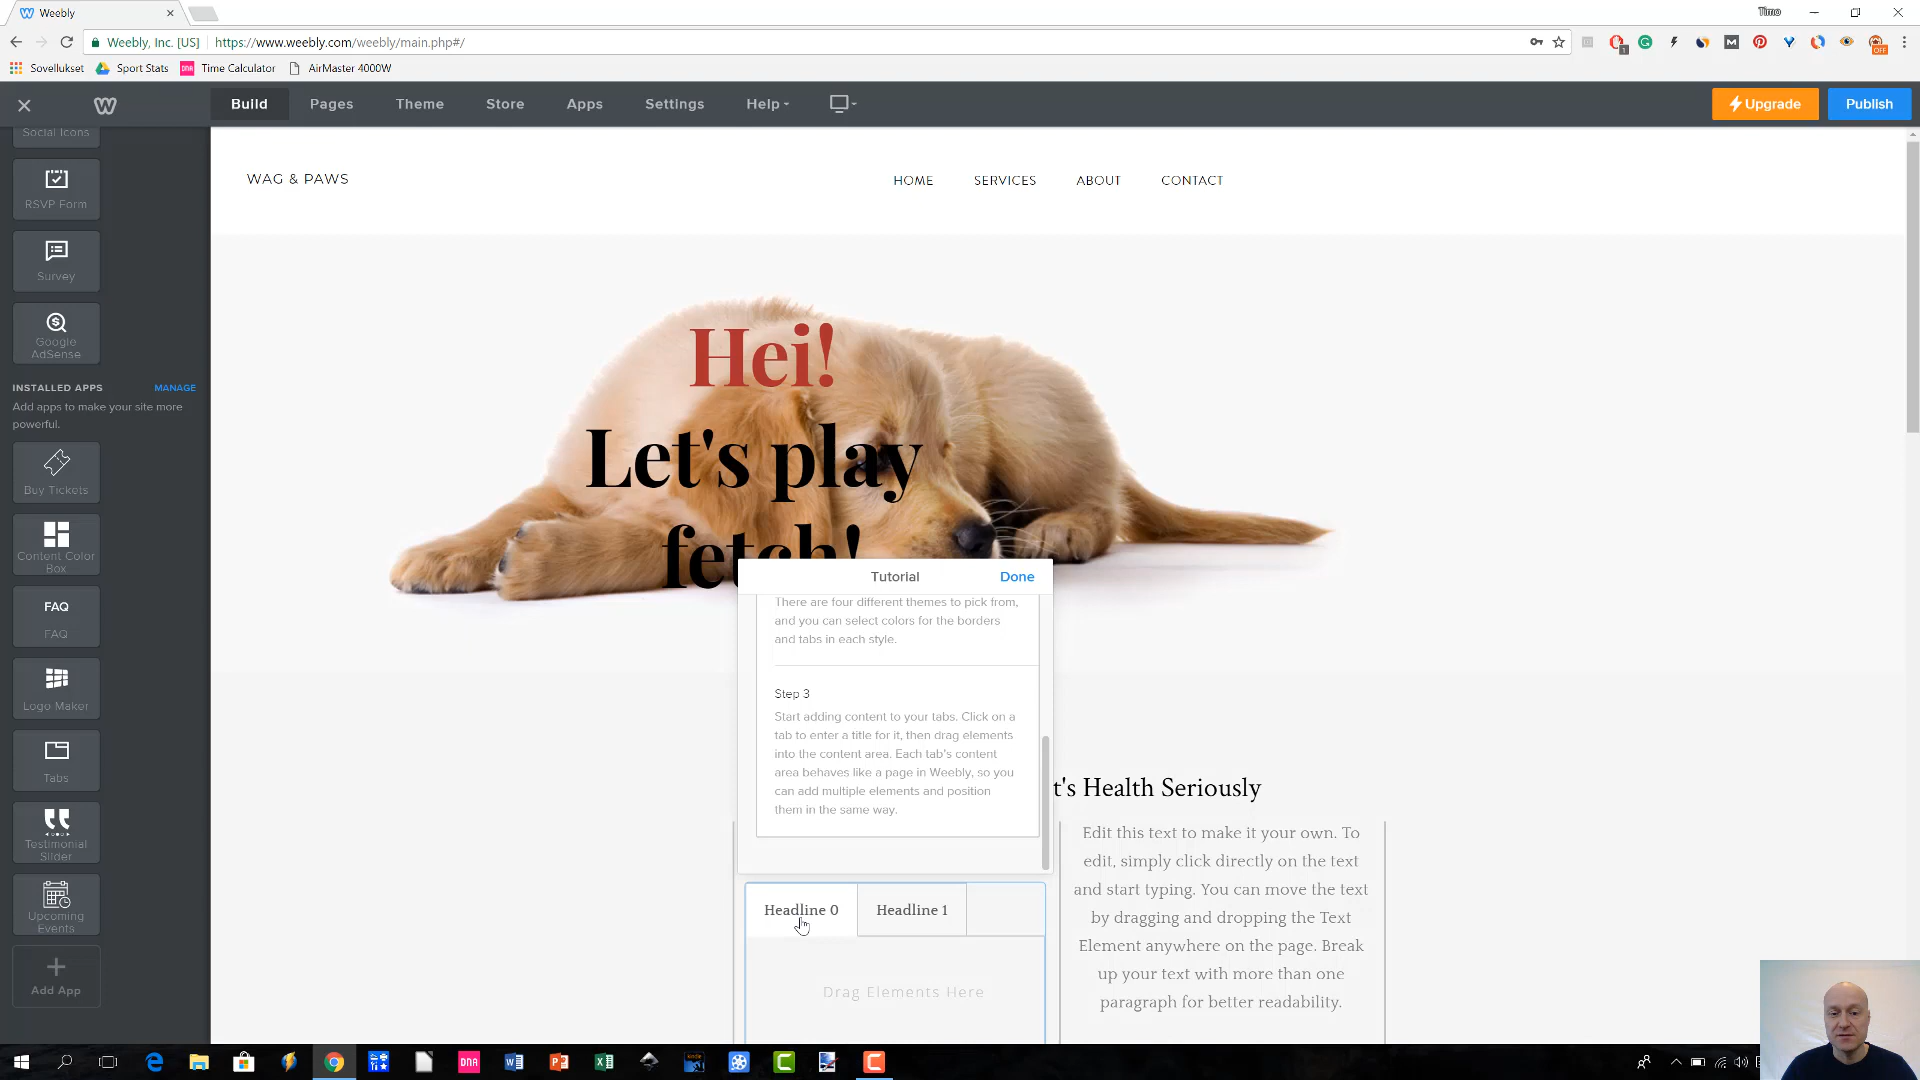 Weebly
Timo
Weebly, Inc. [US]
https://www.weebly.com/weebly/main.php#/
Sovellukset
Sport Stats
DNA
Time Calculator
AirMaster 4000W
Build
Pages
Theme
Store
Apps
Settings
Help
Upgrade
Publish
Social Icons
RSVP Form
Survey
Google
AdSense
INSTALLED APPS
MANAGE
Add apps to make your site more
powerful.
Buy Tickets
Content Color
Box
FAQ
FAQ
Logo Maker
Tabs
Testimonial
Slider
Upcoming
Events
Add App
WAG & PAWS
HOME
SERVICES
ABOUT
CONTACT
Hei!
Let's play
fetch!
Tutorial
Done
There are four different themes to pick from,
and you can select colors for the borders
and tabs in each style.
Step 3
Start adding content to your tabs. Click on a
tab to enter a title for it, then drag elements
into the content area. Each tab's content
area behaves like a page in Weebly, so you
can add multiple elements and position
them in the same way.
t's Health Seriously
Headline 0
Headline 1
Drag Elements Here
Edit this text to make it your own. To
edit, simply click directly on the text
and start typing. You can move the text
by dragging and dropping the Text
Element anywhere on the page. Break
up your text with more than one
paragraph for better readability.
DNA
kindle